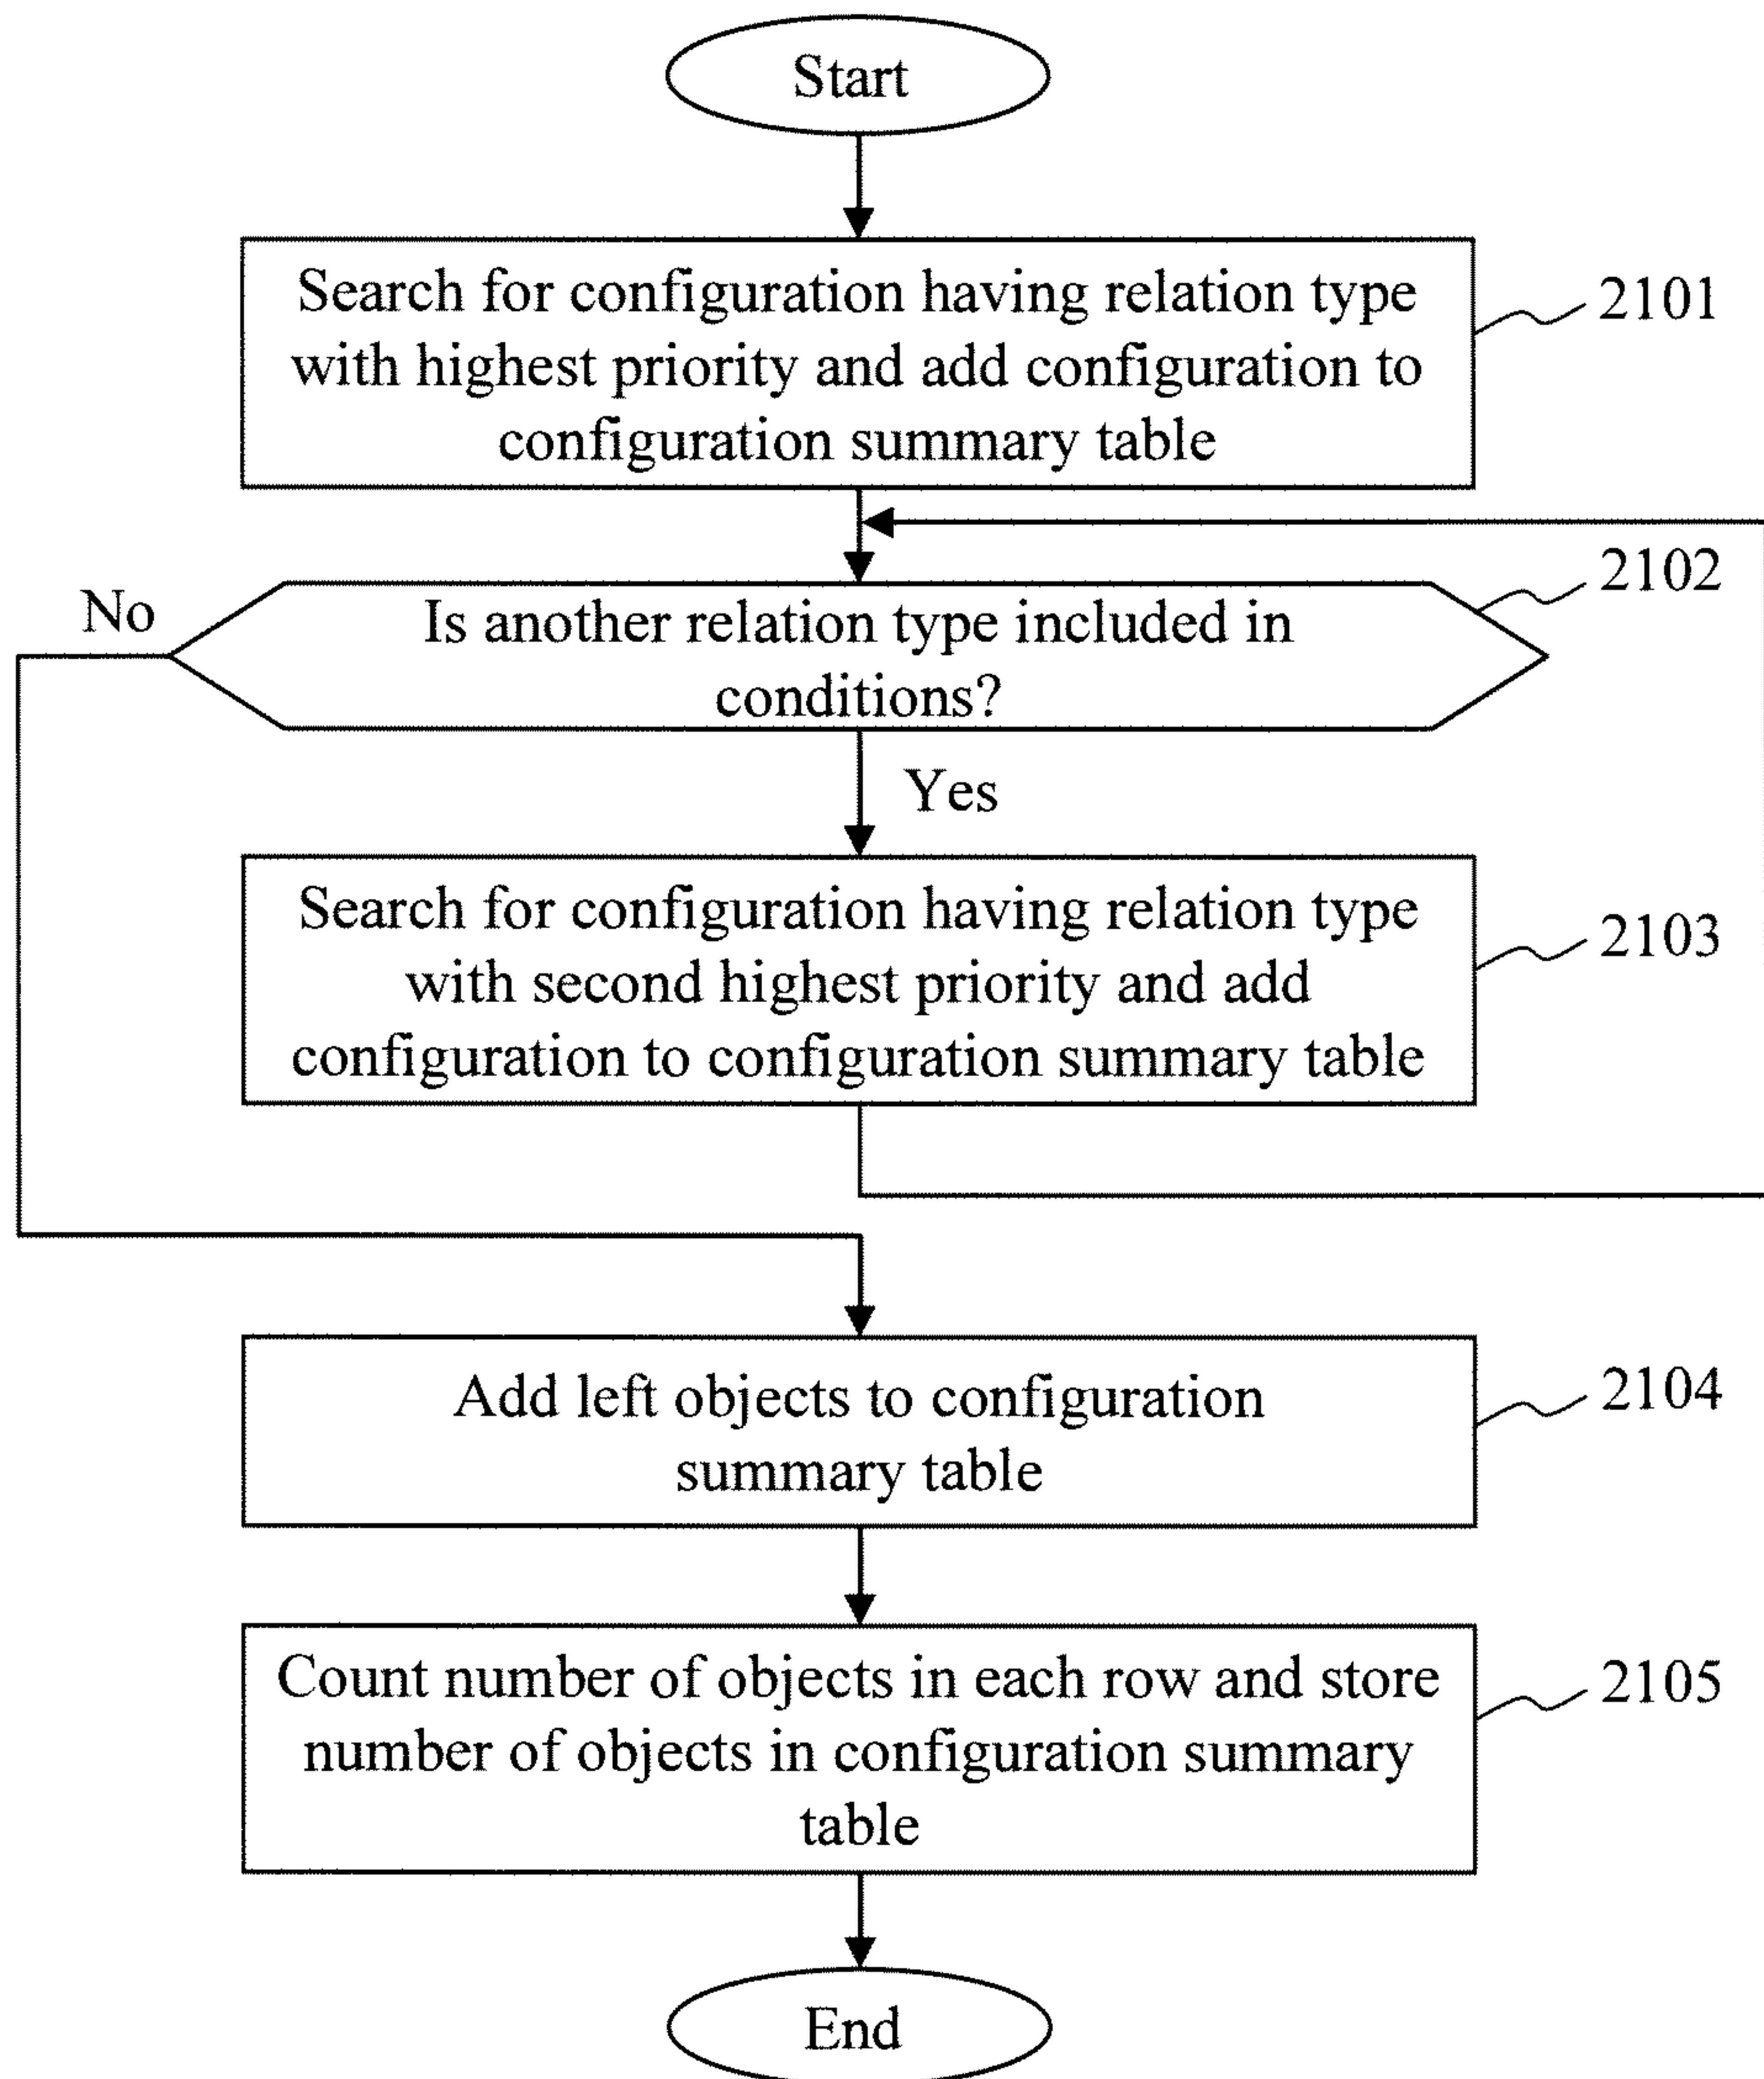 Start
Search for configuration having relation type
with highest priority and add configuration to
configuration summary table
2101
2102
No
Is another relation type included in
conditions?
Yes
Search for configuration having relation type
with second highest priority and add
configuration to configuration summary table
2103
Add left objects to configuration
summary table
2104
Count number of objects in each row and store
number of objects in configuration summary
table
2105
End